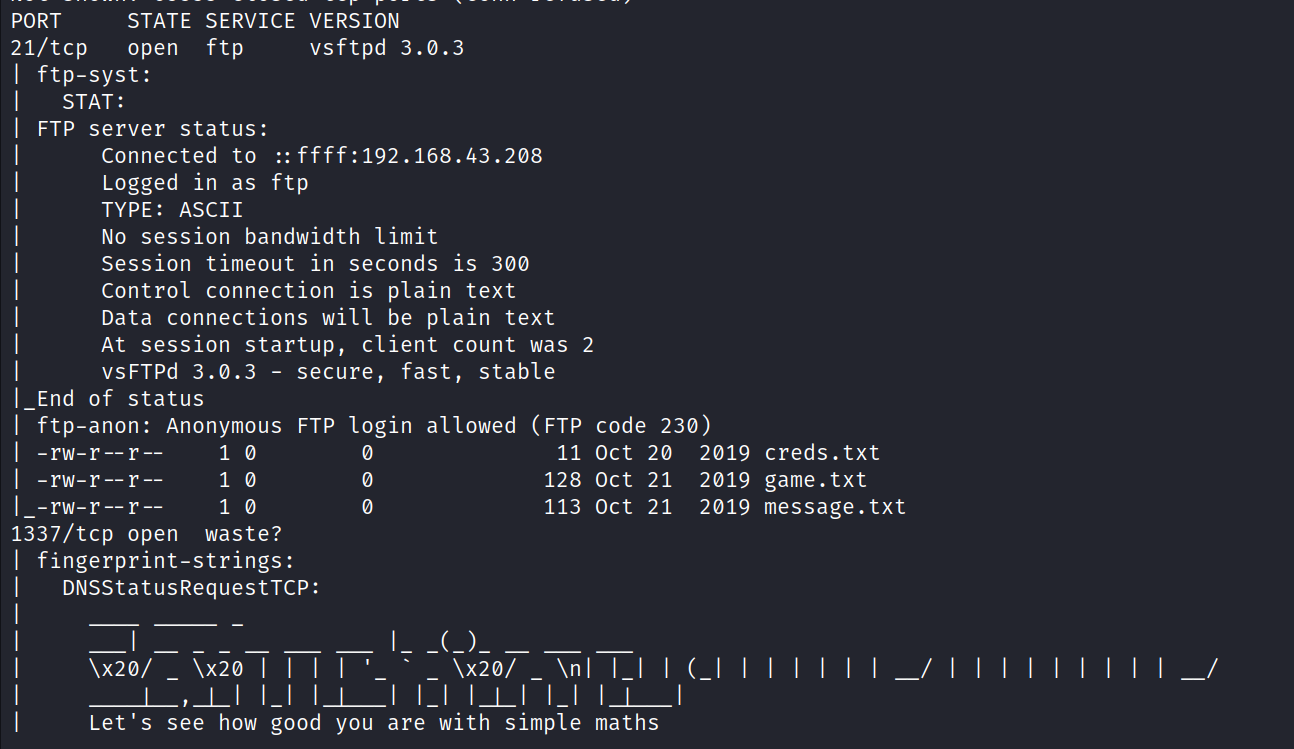 PORT     STATE SERVICE VERSION
21/tcp   open  ftp     vsftpd 3.0.3
| ftp-syst:
|   STAT:
| FTP server status:
|      Connected to ::ffff:192.168.43.208
|      Logged in as ftp
|      TYPE: ASCII
|      No session bandwidth limit
|      Session timeout in seconds is 300
|      Control connection is plain text
|      Data connections will be plain text
|      At session startup, client count was 2
|      vsFTPd 3.0.3 - secure, fast, stable
|_End of status
| ftp-anon: Anonymous FTP login allowed (FTP code 230)
| -rw-r--r--    1 0        0              11 Oct 20  2019 creds.txt
| -rw-r--r--    1 0        0             128 Oct 21  2019 game.txt
|_-rw-r--r--    1 0        0             113 Oct 21  2019 message.txt
1337/tcp open  waste?
| fingerprint-strings:
|   DNSStatusRequestTCP:
|     ____ _____ _
|     ___| __ _ _ __ ___ ___ |_ _(_)_ __ ___ ___
|     \x20/ _ \x20 | | | | '_ ` _ \x20/ _ \n| |_| | (_| | | | | | | __/ | | | | | | | | | __/
|     ____|__,_|_| |_| |_|___| |_| |_|_| |_| |_|___|
|     Let's see how good you are with simple maths